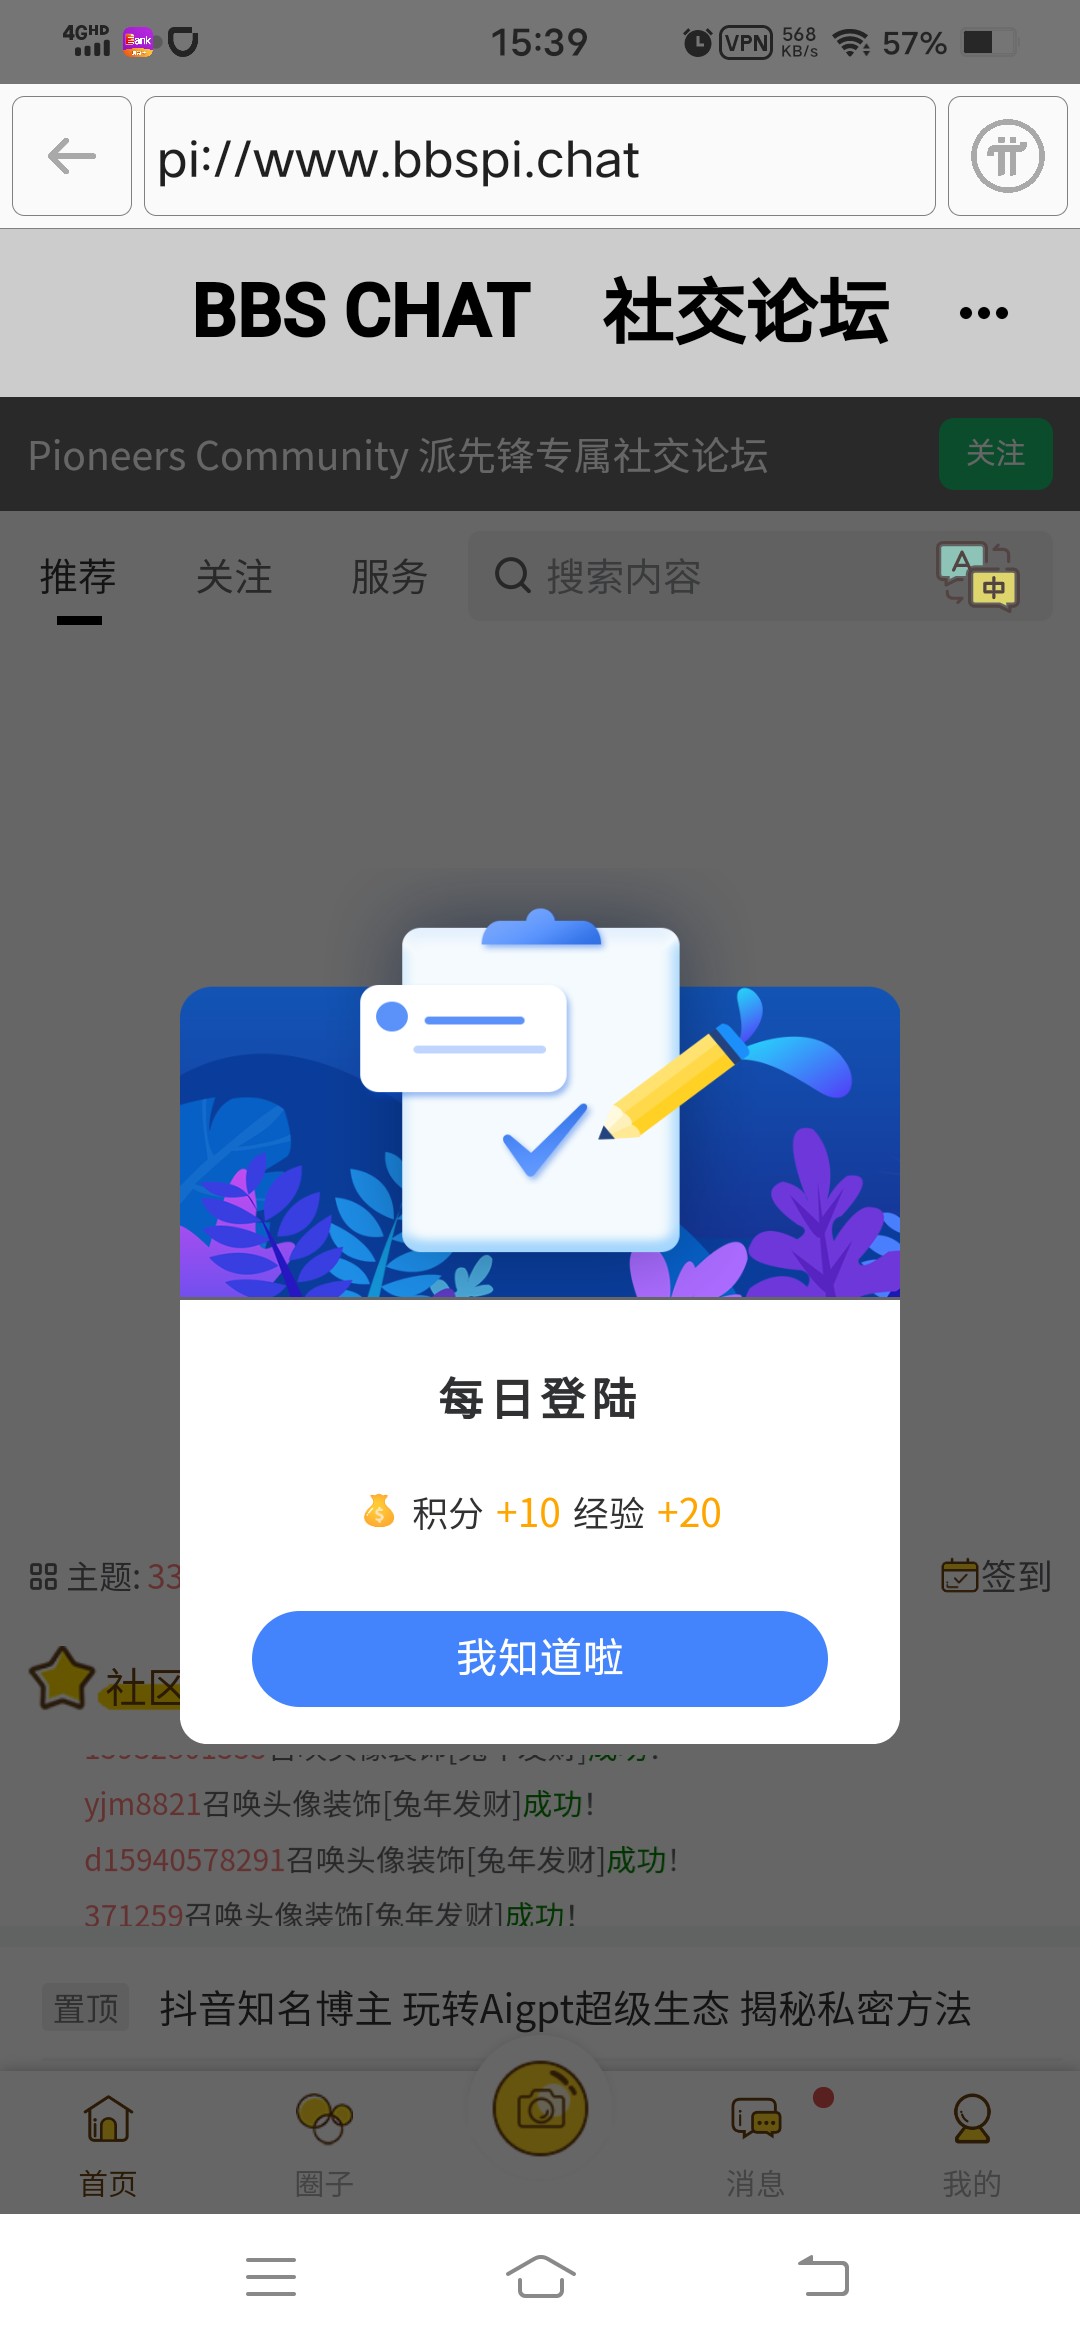 4GHD
Bank
15:39
VPN
568
KB/s
57%
pi://www.bbspi.chat
BBS CHAT 社交论坛
Pioneers Community 派先锋专属社交论坛
关注
推荐 关注 服务
搜索内容
A
中
每日登陆
积分 +10 经验 +20
主题: 33
签到
我知道啦
社区
yjm8821召唤头像装饰[兔年发财]成功!
d15940578291召唤头像装饰[兔年发财]成功!
371259召唤头像装饰[兔年发财]成功!
置顶 抖音知名博主 玩转Aigpt超级生态 揭秘私密方法
首页 圈子 消息 我的